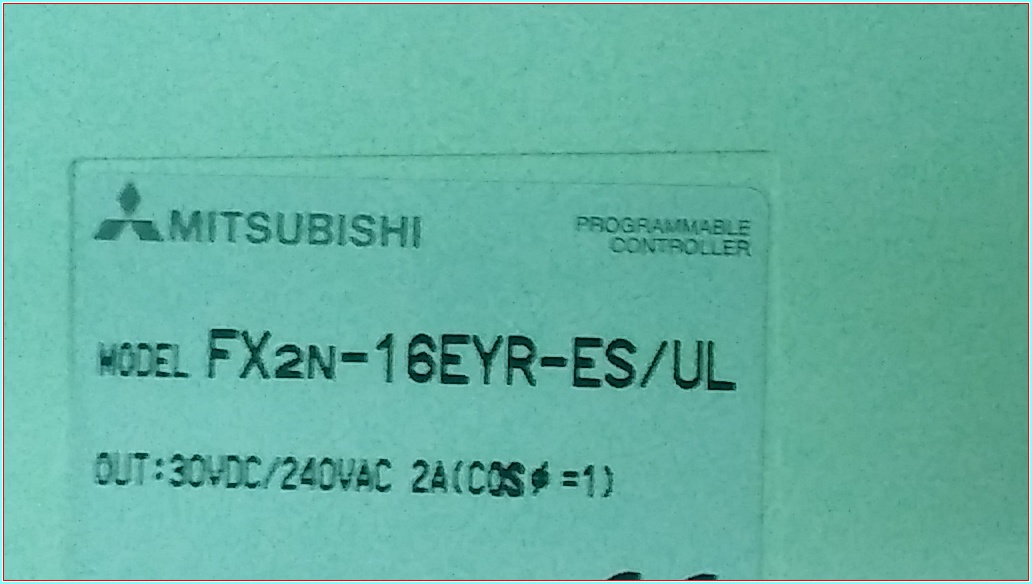 MITSUBISHI
PROGRAMMABLE
CONTROLLER
MODEL FX2N-16EYR-ES/UL
OUT:30VDC/240VAC 2A(COSϕ=1)